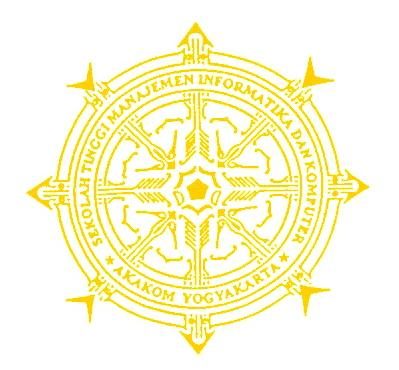 SEKOLAH TINGGI MANAJEMEN INFORMATIKA DAN KOMPUTER
★ AKAKOM YOGYAKARTA ★